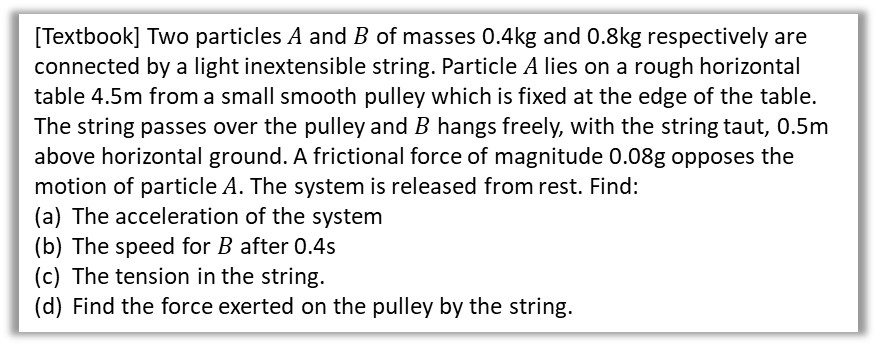 [Textbook] Two particles A and B of masses 0.4kg and 0.8kg respectively are
connected by a light inextensible string. Particle A lies on a rough horizontal
table 4.5m from a small smooth pulley which is fixed at the edge of the table.
The string passes over the pulley and B hangs freely, with the string taut, 0.5m
above horizontal ground. A frictional force of magnitude 0.08g opposes the
motion of particle A. The system is released from rest. Find:
(a) The acceleration of the system
(b) The speed for B after 0.4s
(c) The tension in the string.
(d) Find the force exerted on the pulley by the string.